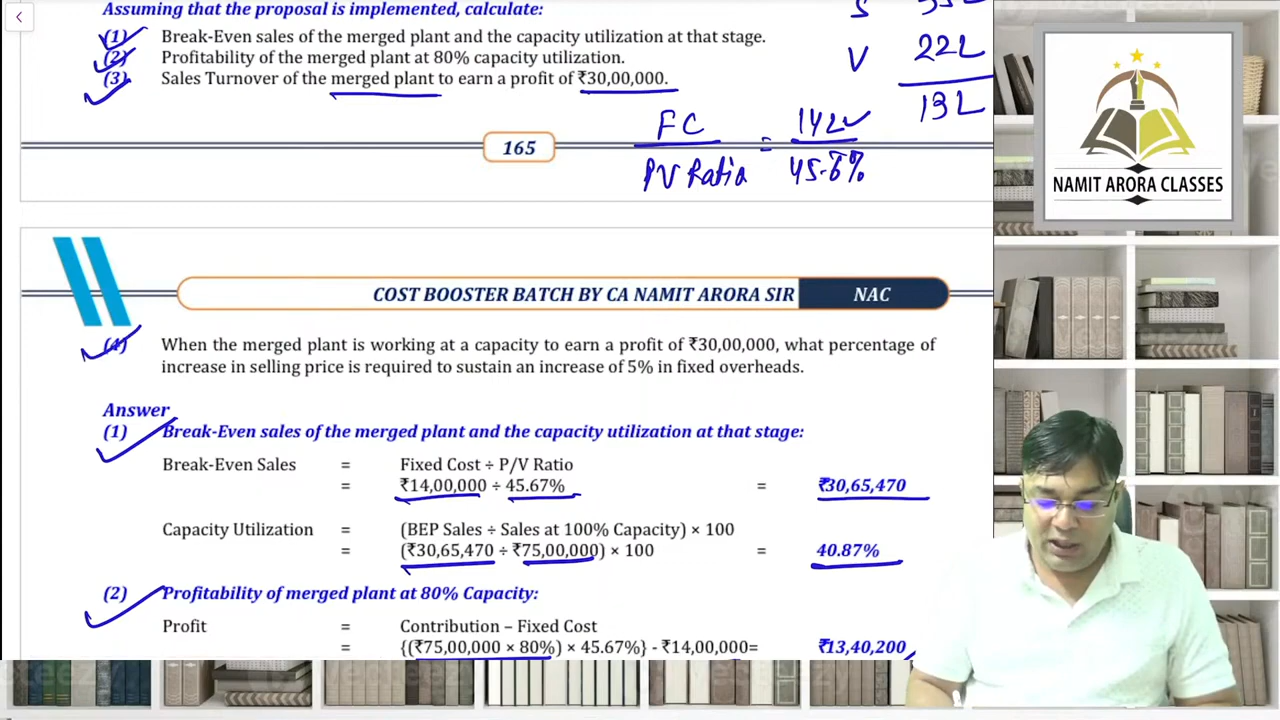 Assuming that the proposal is implemented, calculate:
(1) Break-Even sales of the merged plant and the capacity utilization at that stage.
(2) Profitability of the merged plant at 80% capacity utilization.
(3) Sales Turnover of the merged plant to earn a profit of ₹30,00,000.
S
V 22L
13L
FC = 14L
PV Ratio
165
NAMIT ARORA CLASSES
COST BOOSTER BATCH BY CA NAMIT ARORA SIR NAC
(4) When the merged plant is working at a capacity to earn a profit of ₹30,00,000, what percentage of
increase in selling price is required to sustain an increase of 5% in fixed overheads.
Answer
(1) Break-Even sales of the merged plant and the capacity utilization at that stage:
Break-Even Sales = Fixed Cost ÷ P/V Ratio
= ₹14,00,000 ÷ 45.67% = ₹30,65,470
Capacity Utilization = (BEP Sales ÷ Sales at 100% Capacity) × 100
= (₹30,65,470 ÷ ₹75,00,000) × 100 = 40.87%
(2) Profitability of merged plant at 80% Capacity:
Profit = Contribution – Fixed Cost
= {(₹75,00,000 × 80%) × 45.67%} - ₹14,00,000= ₹13,40,200